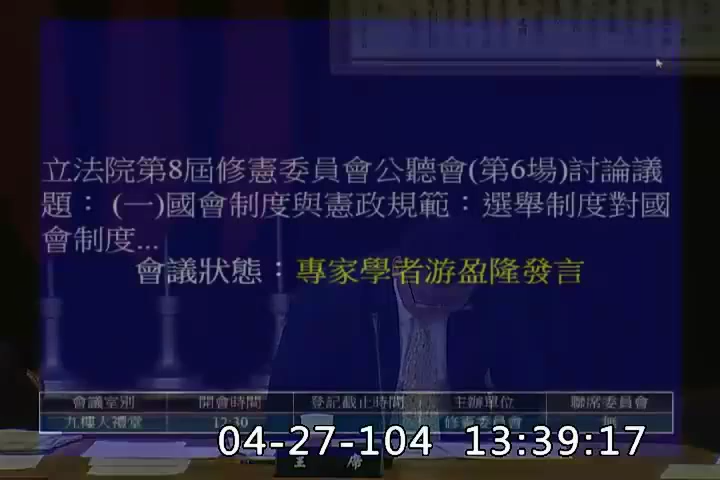 立法院第8屆修憲委員會公聽會(第6場)討論議
題：(一)國會制度與憲政規範：選舉制度對國
會制度...
會議狀態：專家學者游盈隆發言
會議室別 開會時間 登記截止時間 主辦單位 聯席委員會
九樓大禮堂 12:30 修憲委員會 無
04-27-104 13:39:17
主 席